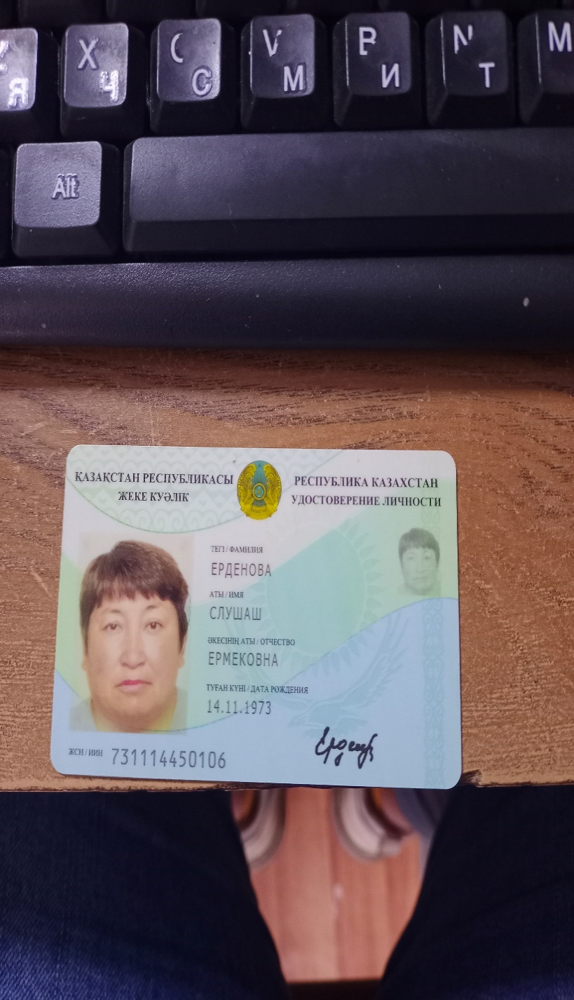 Я
X Ч
C С
V М
B И
N Т
M
Alt
ҚАЗАҚСТАН РЕСПУБЛИКАСЫ
ЖЕКЕ КУӘЛІК
РЕСПУБЛИКА КАЗАХСТАН
УДОСТОВЕРЕНИЕ ЛИЧНОСТИ
ТЕГІ / ФАМИЛИЯ
ЕРДЕНОВА
АТЫ / ИМЯ
СЛУШАШ
ӘКЕСІНІҢ АТЫ / ОТЧЕСТВО
ЕРМЕКОВНА
ТУҒАН КҮНІ / ДАТА РОЖДЕНИЯ
14.11.1973
ЖСН / ИИН 731114450106